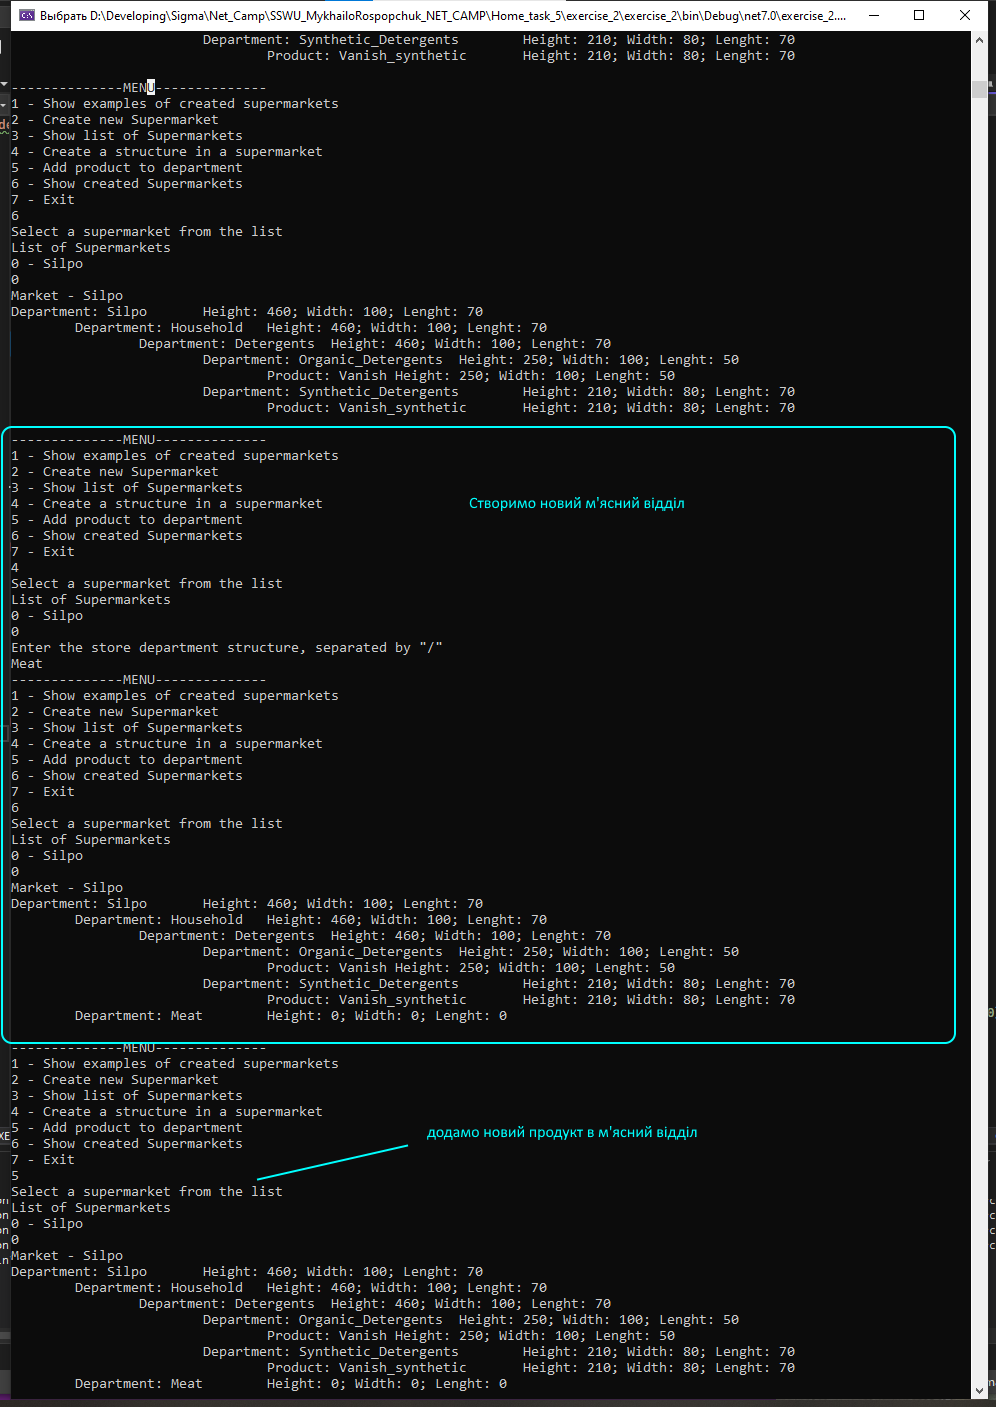 Выбрать D:\Developing\Sigma\Net_Camp\SSWU_MykhailoRospopchuk_NET_CAMP\Home_task_5\exercise_2\exercise_2\bin\Debug\net7.0\exercise_2....
Department: Synthetic_Detergents Height: 210; Width: 80; Lenght: 70
Product: Vanish_synthetic Height: 210; Width: 80; Lenght: 70
--------------MENU--------------
1 - Show examples of created supermarkets
2 - Create new Supermarket
3 - Show list of Supermarkets
4 - Create a structure in a supermarket
5 - Add product to department
6 - Show created Supermarkets
7 - Exit
6
Select a supermarket from the list
List of Supermarkets
0 - Silpo
0
Market - Silpo
Department: Silpo Height: 460; Width: 100; Lenght: 70
Department: Household Height: 460; Width: 100; Lenght: 70
Department: Detergents Height: 460; Width: 100; Lenght: 70
Department: Organic_Detergents Height: 250; Width: 100; Lenght: 50
Product: Vanish Height: 250; Width: 100; Lenght: 50
Department: Synthetic_Detergents Height: 210; Width: 80; Lenght: 70
Product: Vanish_synthetic Height: 210; Width: 80; Lenght: 70
--------------MENU--------------
1 - Show examples of created supermarkets
2 - Create new Supermarket
3 - Show list of Supermarkets
4 - Create a structure in a supermarket
Створимо новий м'ясний відділ
5 - Add product to department
6 - Show created Supermarkets
7 - Exit
4
Select a supermarket from the list
List of Supermarkets
0 - Silpo
0
Enter the store department structure, separated by "/"
Meat
--------------MENU--------------
1 - Show examples of created supermarkets
2 - Create new Supermarket
3 - Show list of Supermarkets
4 - Create a structure in a supermarket
5 - Add product to department
6 - Show created Supermarkets
7 - Exit
6
Select a supermarket from the list
List of Supermarkets
0 - Silpo
0
Market - Silpo
Department: Silpo Height: 460; Width: 100; Lenght: 70
Department: Household Height: 460; Width: 100; Lenght: 70
Department: Detergents Height: 460; Width: 100; Lenght: 70
Department: Organic_Detergents Height: 250; Width: 100; Lenght: 50
Product: Vanish Height: 250; Width: 100; Lenght: 50
Department: Synthetic_Detergents Height: 210; Width: 80; Lenght: 70
Product: Vanish_synthetic Height: 210; Width: 80; Lenght: 70
Department: Meat Height: 0; Width: 0; Lenght: 0
--------------MENU--------------
1 - Show examples of created supermarkets
2 - Create new Supermarket
3 - Show list of Supermarkets
4 - Create a structure in a supermarket
5 - Add product to department
додамо новий продукт в м'ясний відділ
6 - Show created Supermarkets
7 - Exit
5
Select a supermarket from the list
List of Supermarkets
0 - Silpo
0
Market - Silpo
Department: Silpo Height: 460; Width: 100; Lenght: 70
Department: Household Height: 460; Width: 100; Lenght: 70
Department: Detergents Height: 460; Width: 100; Lenght: 70
Department: Organic_Detergents Height: 250; Width: 100; Lenght: 50
Product: Vanish Height: 250; Width: 100; Lenght: 50
Department: Synthetic_Detergents Height: 210; Width: 80; Lenght: 70
Product: Vanish_synthetic Height: 210; Width: 80; Lenght: 70
Department: Meat Height: 0; Width: 0; Lenght: 0